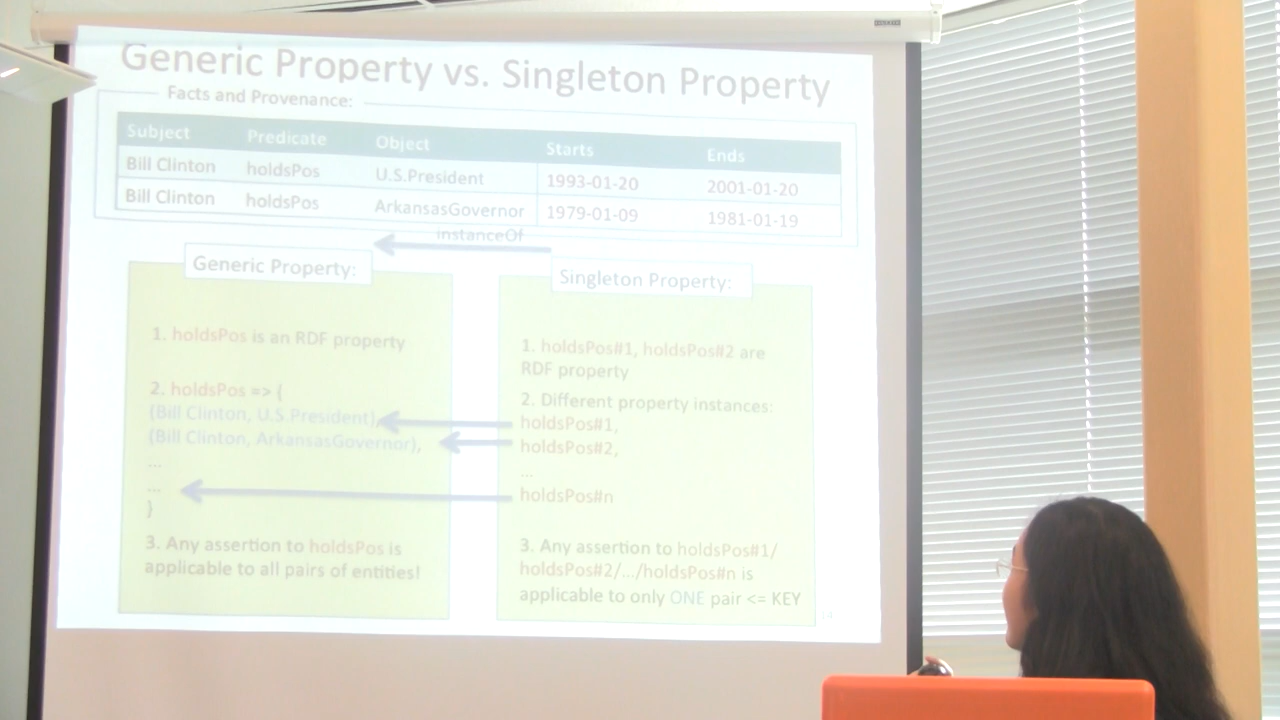 Generic Property vs. Singleton Property
Facts and Provenance:
Subject Predicate Object Starts Ends
Bill Clinton holdsPos U.S.President 1993-01-20 2001-01-20
Bill Clinton holdsPos ArkansasGovernor 1979-01-09 1981-01-19
instanceOf
Generic Property:
1. holdsPos is an RDF property
2. holdsPos => {
(Bill Clinton, U.S.President),
(Bill Clinton, ArkansasGovernor),
...
...
}
3. Any assertion to holdsPos is
applicable to all pairs of entities!
Singleton Property:
1. holdsPos#1, holdsPos#2 are
RDF property
2. Different property instances:
holdsPos#1,
holdsPos#2,
...
holdsPos#n
3. Any assertion to holdsPos#1/
holdsPos#2/.../holdsPos#n is
applicable to only ONE pair <= KEY